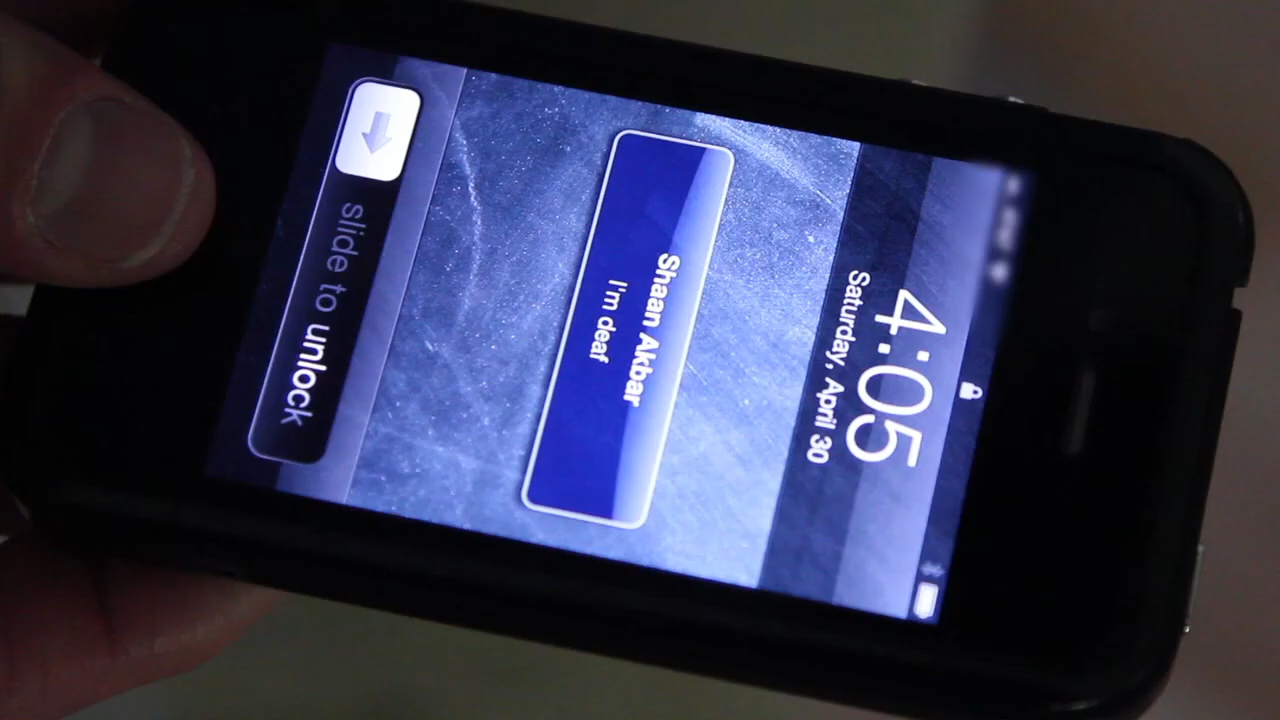 4:05
Saturday, April 30
Shaan Akbar
I'm deaf
slide to unlock